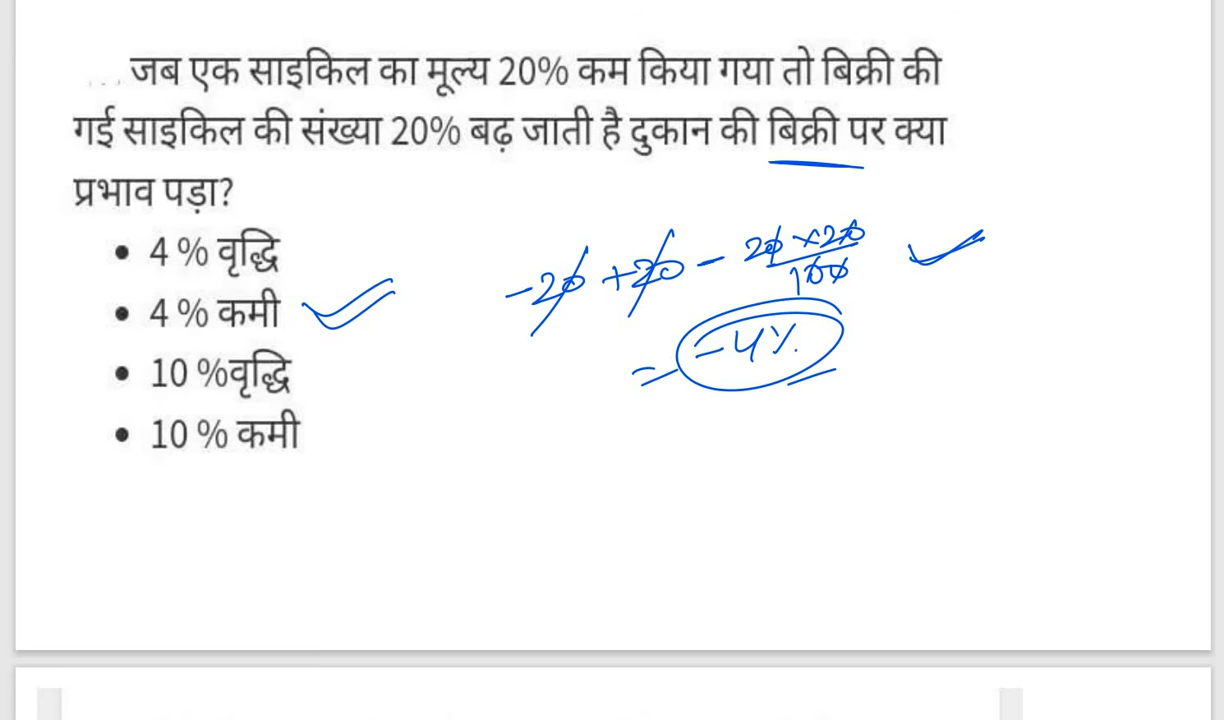 जब एक साइकिल का मूल्य 20% कम किया गया तो बिक्री की
गई साइकिल की संख्या 20% बढ़ जाती है दुकान की बिक्री पर क्या
प्रभाव पड़ा?
• 4 % वृद्धि
• 4 % कमी
• 10 %वृद्धि
• 10 % कमी
-20 +20 - 20 ×20
100
= -4%